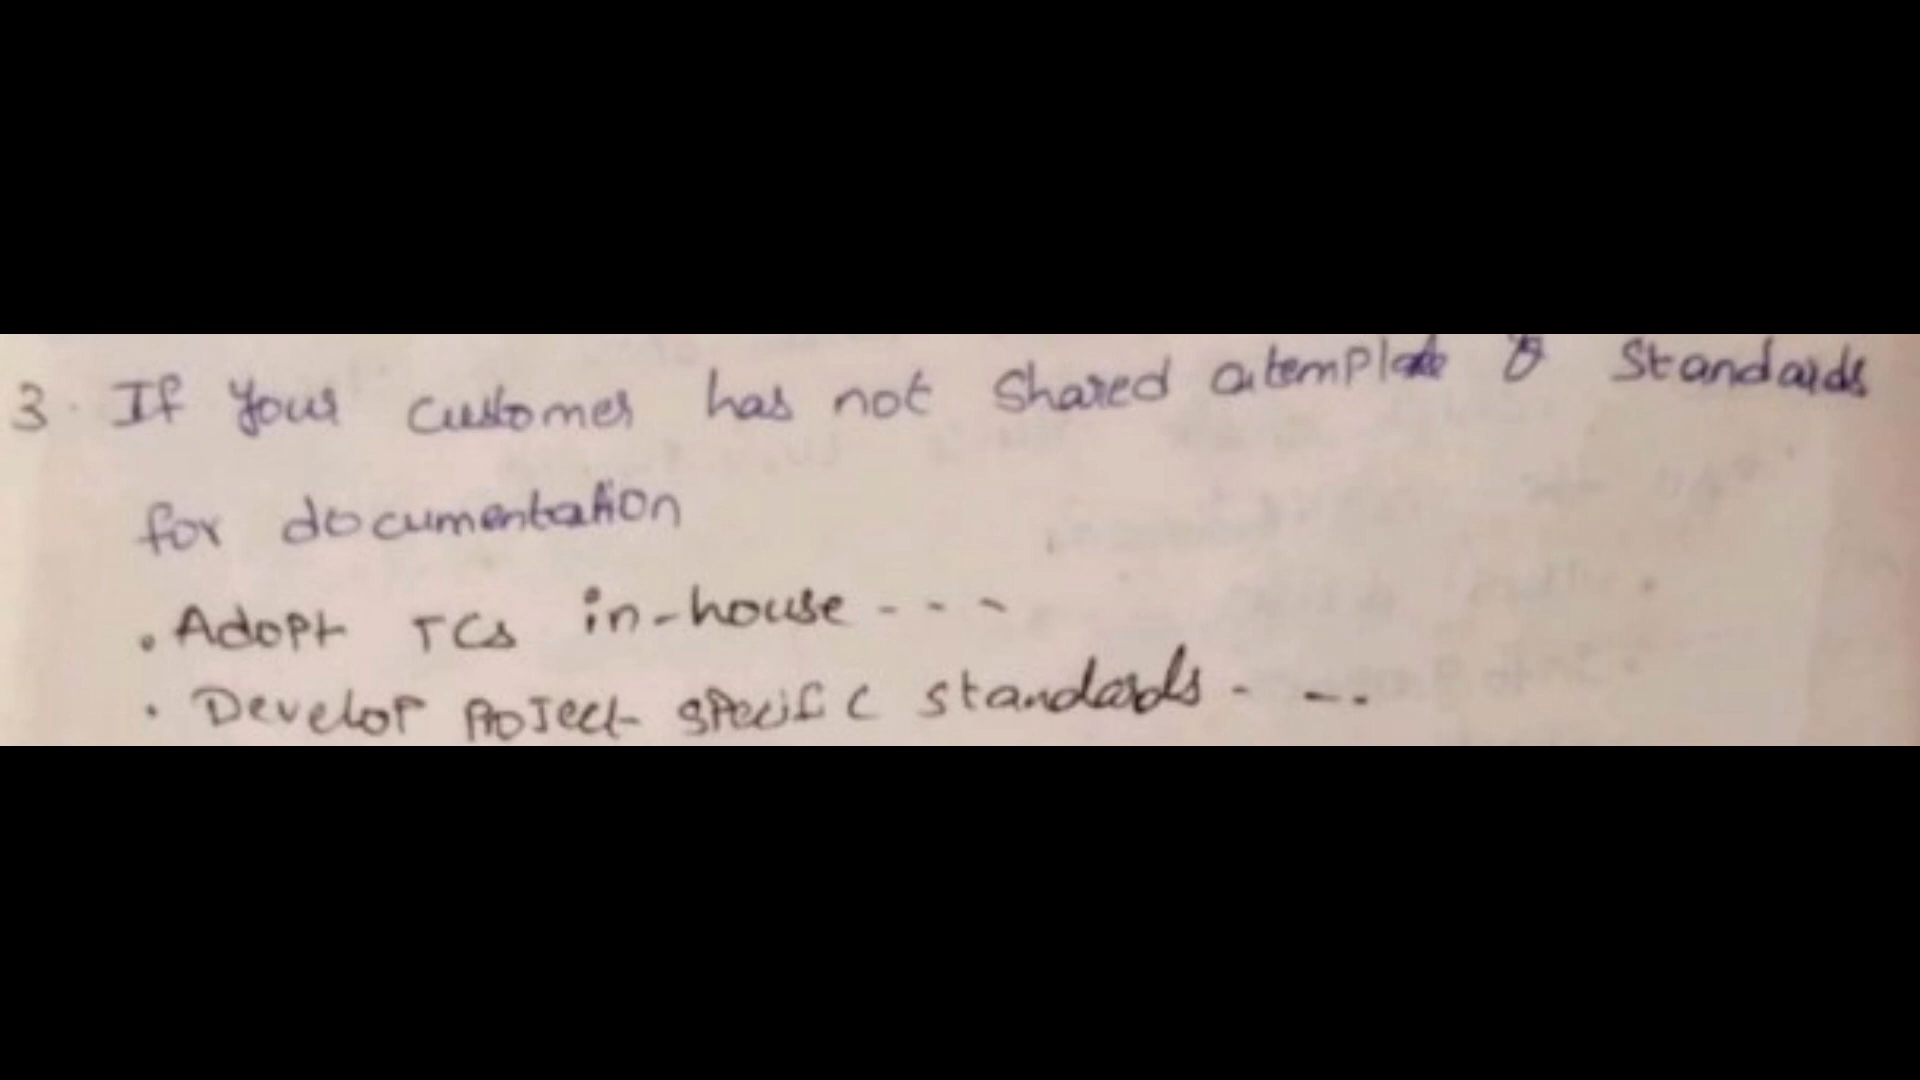 3. If your customer has not shared a template or standards
for documentation
. Adopt TCS in-house - - -
. Develop Project specific standards - - -